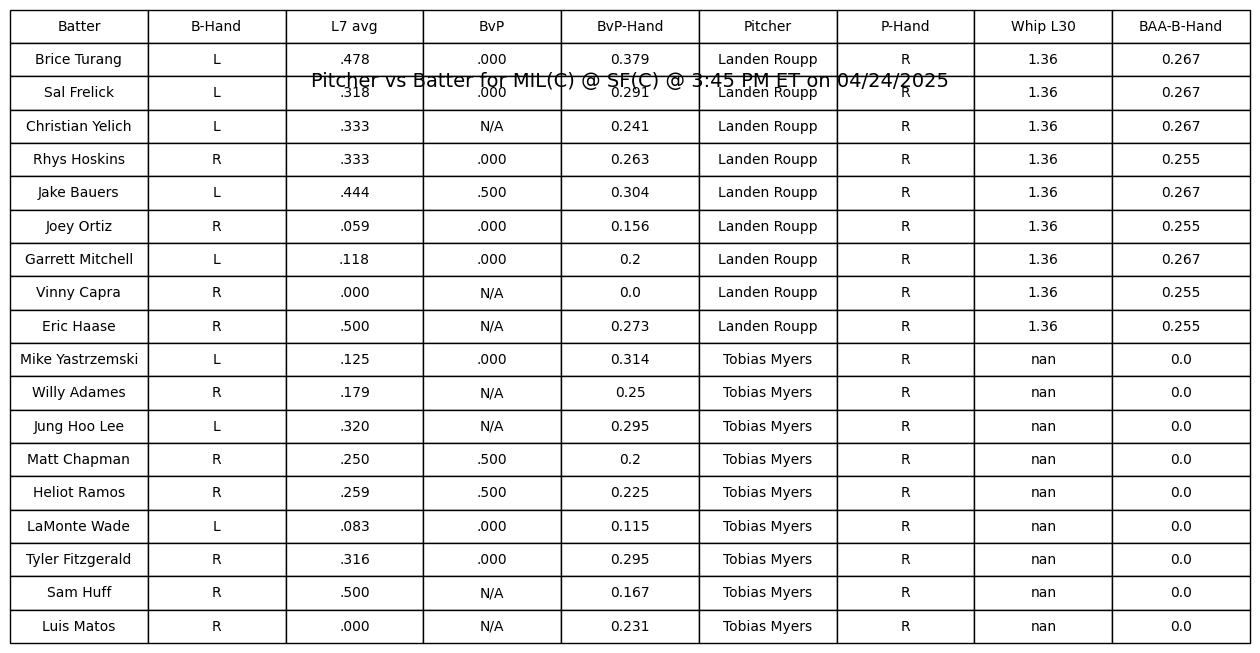 Batter B-Hand L7 avg BvP BvP-Hand Pitcher P-Hand Whip L30 BAA-B-Hand
Brice Turang L .478 .000 0.379 Landen Roupp R 1.36 0.267
Pitcher vs Batter for MIL(C) @ SF(C) @ 3:45 PM ET on 04/24/2025
Sal Frelick L .318 .000 0.291 Landen Roupp R 1.36 0.267
Christian Yelich L .333 N/A 0.241 Landen Roupp R 1.36 0.267
Rhys Hoskins R .333 .000 0.263 Landen Roupp R 1.36 0.255
Jake Bauers L .444 .500 0.304 Landen Roupp R 1.36 0.267
Joey Ortiz R .059 .000 0.156 Landen Roupp R 1.36 0.255
Garrett Mitchell L .118 .000 0.2 Landen Roupp R 1.36 0.267
Vinny Capra R .000 N/A 0.0 Landen Roupp R 1.36 0.255
Eric Haase R .500 N/A 0.273 Landen Roupp R 1.36 0.255
Mike Yastrzemski L .125 .000 0.314 Tobias Myers R nan 0.0
Willy Adames R .179 N/A 0.25 Tobias Myers R nan 0.0
Jung Hoo Lee L .320 N/A 0.295 Tobias Myers R nan 0.0
Matt Chapman R .250 .500 0.2 Tobias Myers R nan 0.0
Heliot Ramos R .259 .500 0.225 Tobias Myers R nan 0.0
LaMonte Wade L .083 .000 0.115 Tobias Myers R nan 0.0
Tyler Fitzgerald R .316 .000 0.295 Tobias Myers R nan 0.0
Sam Huff R .500 N/A 0.167 Tobias Myers R nan 0.0
Luis Matos R .000 N/A 0.231 Tobias Myers R nan 0.0